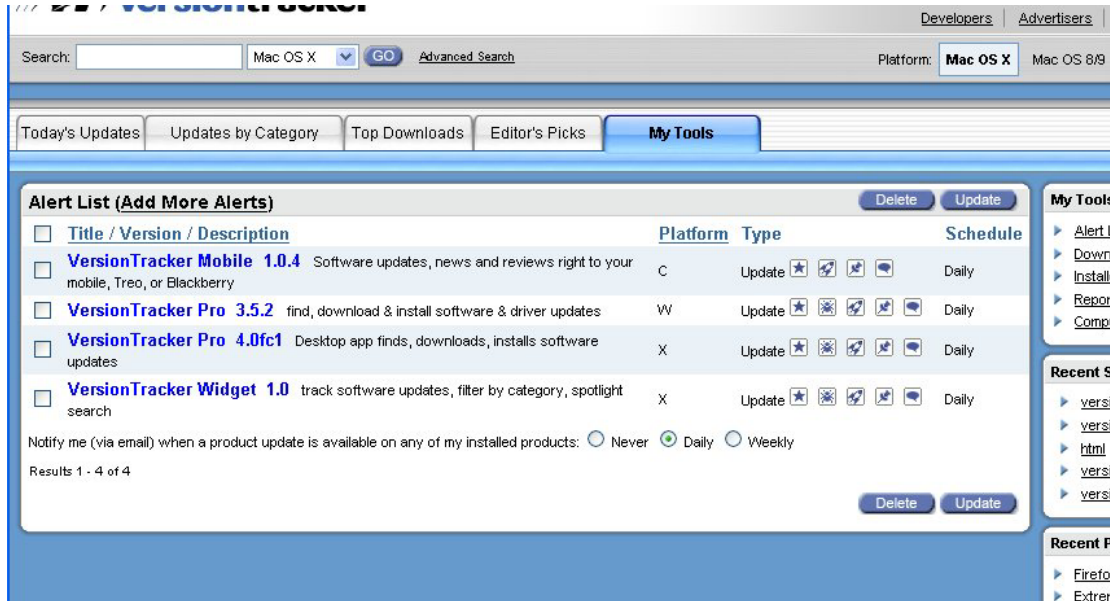 versiontracker
Developers Advertisers
Search: Mac OS X GO Advanced Search Platform: Mac OS X Mac OS 8/9
Today's Updates Updates by Category Top Downloads Editor's Picks My Tools
Alert List (Add More Alerts) Delete Update
Title / Version / Description Platform Type Schedule
VersionTracker Mobile 1.0.4 Software updates, news and reviews right to your
mobile, Treo, or Blackberry C Update Daily
VersionTracker Pro 3.5.2 find, download & install software & driver updates W Update Daily
VersionTracker Pro 4.0fc1 Desktop app finds, downloads, installs software
updates X Update Daily
VersionTracker Widget 1.0 track software updates, filter by category, spotlight
search X Update Daily
Notify me (via email) when a product update is available on any of my installed products: Never Daily Weekly
Results 1 - 4 of 4
Delete Update
My Tools
Alert
Recent
html
Recent